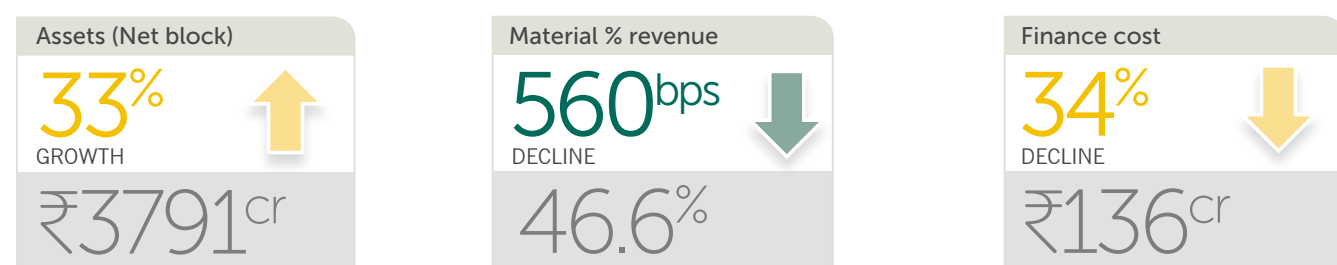 Assets (Net block)
33%
GROWTH
₹3791cr
Material % revenue
560bps
DECLINE
46.6%
Finance cost
34%
DECLINE
₹136cr